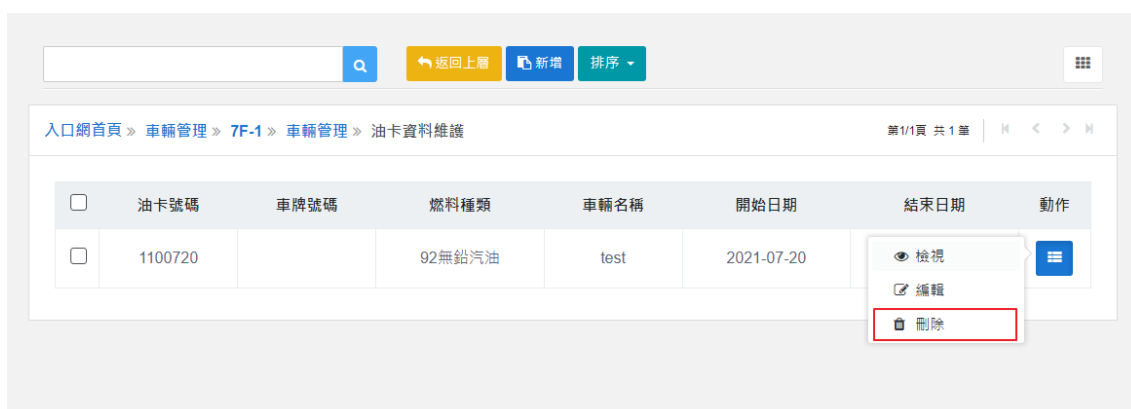 返回上層 新增 排序
入口網首頁 » 車輛管理 » 7F-1 » 車輛管理 » 油卡資料維護 第1/1頁 共 1 筆
油卡號碼 車牌號碼 燃料種類 車輛名稱 開始日期 結束日期 動作
1100720 92無鉛汽油 test 2021-07-20 檢視
編輯
刪除